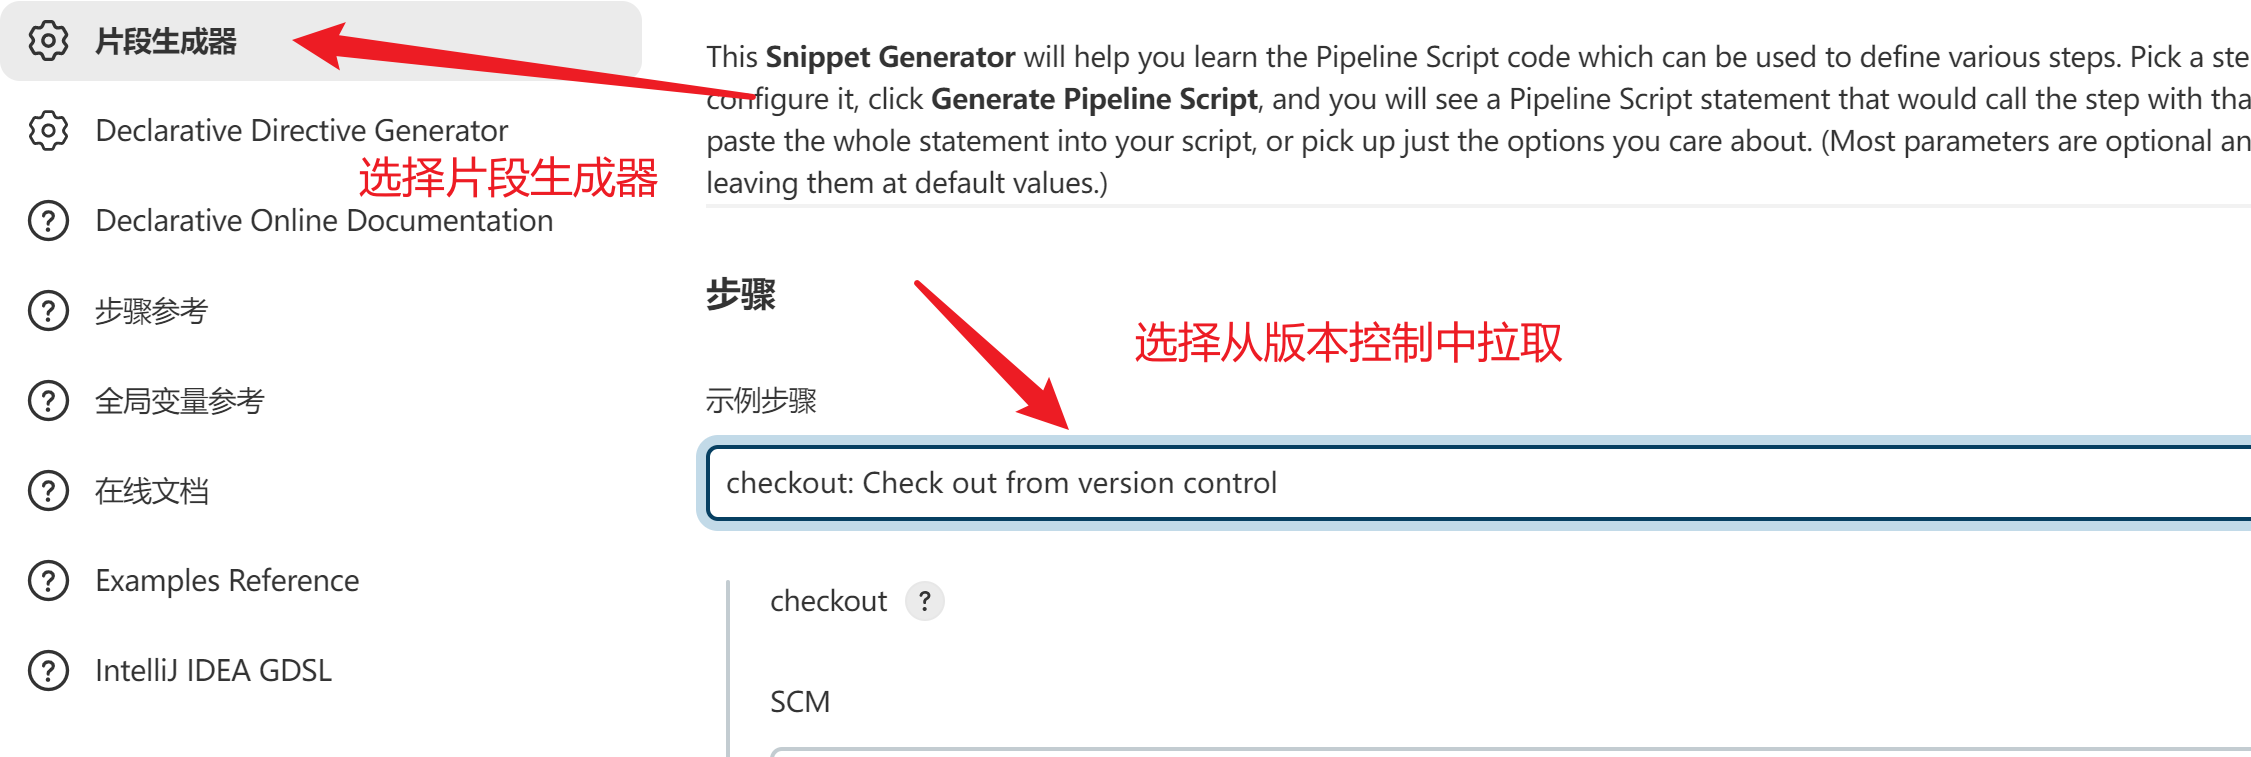 片段生成器
Declarative Directive Generator
选择片段生成器
Declarative Online Documentation
步骤参考
全局变量参考
在线文档
Examples Reference
IntelliJ IDEA GDSL
This Snippet Generator will help you learn the Pipeline Script code which can be used to define various steps. Pick a ste
configure it, click Generate Pipeline Script, and you will see a Pipeline Script statement that would call the step with tha
paste the whole statement into your script, or pick up just the options you care about. (Most parameters are optional an
leaving them at default values.)
步骤
选择从版本控制中拉取
示例步骤
checkout: Check out from version control
checkout ?
SCM